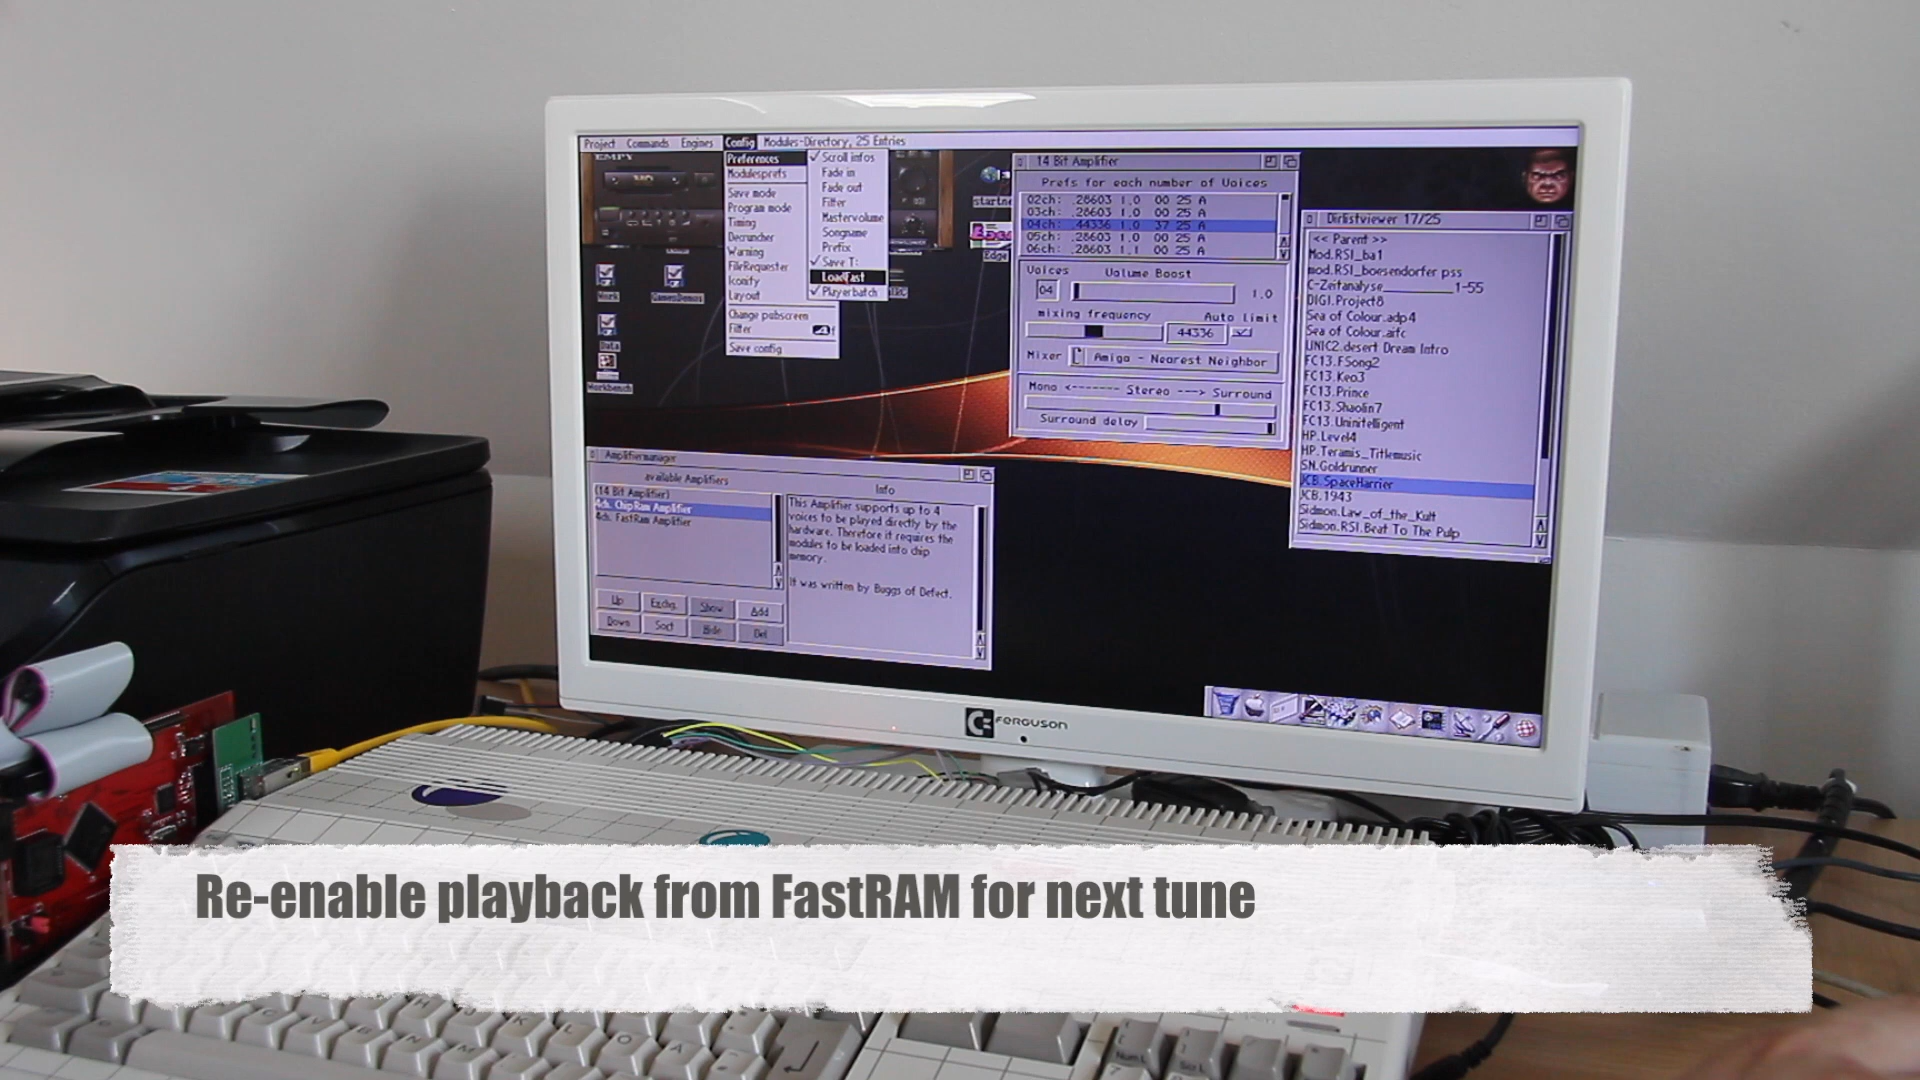 Project Commands Engines Config Modules-Directory, 25 Entries
Preferences
Modulesprefs
Save mode
Program mode
Timing
Decruncher
Warning
FileRequester
Iconify
Layout
Change pubscreen
Filter
Save config
Scroll infos
Fade in
Fade out
Filter
Mastervolume
Songname
Prefix
Save T:
LoadFast
Playerbatch
Work
GamesDemos
Data
Workbench
14 Bit Amplifier
Prefs for each number of Voices
02ch: .28603 1.0 00 25 A
03ch: .28603 1.0 00 25 A
04ch: .44336 1.0 37 25 A
05ch: .28603 1.0 00 25 A
06ch: .28603 1.1 00 25 A
Voices Volume Boost
04 1.0
mixing frequency Auto limit
44336
Mixer Amiga - Nearest Neighbor
Mono <------- Stereo ---> Surround
Surround delay
Dirlistviewer 17/25
<< Parent >>
Mod.RSI_ba1
mod.RSI_boesendorfer pss
C-Zeitanalyse_________1-55
DIGI.Project8
Sea of Colour.adp4
Sea of Colour.aifc
UNIC2.desert Dream Intro
FC13.FSong2
FC13.Keo3
FC13.Prince
FC13.Shaolin7
FC13.Uninitelligent
HP.Level4
HP.Teramis_Titlemusic
SN.Goldrunner
JCB.SpaceHarrier
JCB.1943
Sidmon.Law_of_the_Kult
Sidmon.RSI.Beat To The Pulp
Amplifiermanager
available Amplifiers
(14 Bit Amplifier)
4ch. ChipRam Amplifier
4ch. FastRam Amplifier
Up Exchg. Show Add
Down Sort Hide Del
Info
This Amplifier supports up to 4
voices to be played directly by the
hardware. Therefore it requires the
modules to be loaded into chip
memory.
It was written by Buggs of Defect.
FERGUSON
Re-enable playback from FastRAM for next tune
Num L